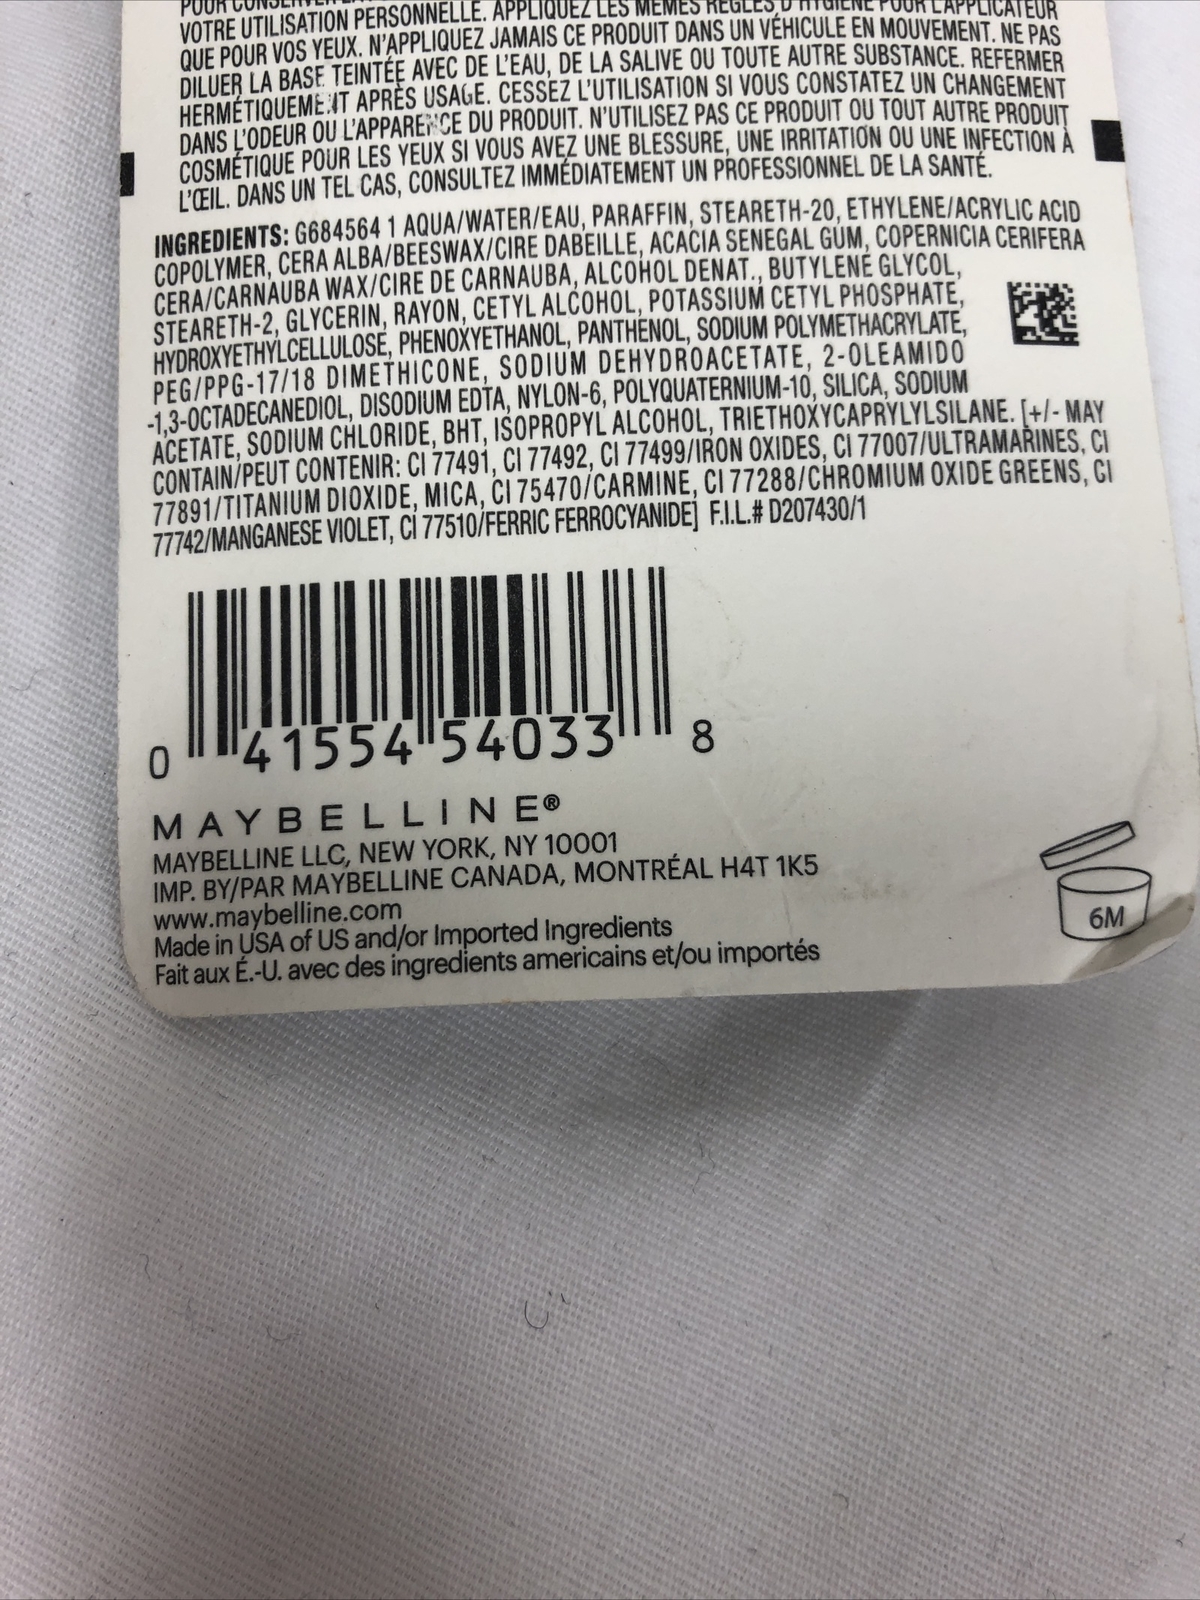 POUR CONSERVER
VOTRE UTILISATION PERSONNELLE. APPLIQUEZ LES MÊMES RÈGLES D'HYGIÈNE POUR L'APPLICATEUR
QUE POUR VOS YEUX. N'APPLIQUEZ JAMAIS CE PRODUIT DANS UN VÉHICULE EN MOUVEMENT. NE PAS
DILUER LA BASE TEINTÉE AVEC DE L'EAU, DE LA SALIVE OU TOUTE AUTRE SUBSTANCE. REFERMER
HERMÉTIQUEMENT APRÈS USAGE. CESSEZ L'UTILISATION SI VOUS CONSTATEZ UN CHANGEMENT
DANS L'ODEUR OU L'APPARENCE DU PRODUIT. N'UTILISEZ PAS CE PRODUIT OU TOUT AUTRE PRODUIT
COSMÉTIQUE POUR LES YEUX SI VOUS AVEZ UNE BLESSURE, UNE IRRITATION OU UNE INFECTION À
L'ŒIL. DANS UN TEL CAS, CONSULTEZ IMMÉDIATEMENT UN PROFESSIONNEL DE LA SANTÉ.
INGREDIENTS: G684564 1 AQUA/WATER/EAU, PARAFFIN, STEARETH-20, ETHYLENE/ACRYLIC ACID
COPOLYMER, CERA ALBA/BEESWAX/CIRE DABEILLE, ACACIA SENEGAL GUM, COPERNICIA CERIFERA
CERA/CARNAUBA WAX/CIRE DE CARNAUBA, ALCOHOL DENAT., BUTYLENE GLYCOL,
STEARETH-2, GLYCERIN, RAYON, CETYL ALCOHOL, POTASSIUM CETYL PHOSPHATE,
HYDROXYETHYLCELLULOSE, PHENOXYETHANOL, PANTHENOL, SODIUM POLYMETHACRYLATE,
PEG/PPG-17/18 DIMETHICONE, SODIUM DEHYDROACETATE, 2-OLEAMIDO
-1,3-OCTADECANEDIOL, DISODIUM EDTA, NYLON-6, POLYQUATERNIUM-10, SILICA, SODIUM
ACETATE, SODIUM CHLORIDE, BHT, ISOPROPYL ALCOHOL, TRIETHOXYCAPRYLYLSILANE. [+/- MAY
CONTAIN/PEUT CONTENIR: CI 77491, CI 77492, CI 77499/IRON OXIDES, CI 77007/ULTRAMARINES, CI
77891/TITANIUM DIOXIDE, MICA, CI 75470/CARMINE, CI 77288/CHROMIUM OXIDE GREENS, CI
77742/MANGANESE VIOLET, CI 77510/FERRIC FERROCYANIDE] F.I.L.# D207430/1
0 41554 54033 8
MAYBELLINE®
MAYBELLINE LLC, NEW YORK, NY 10001
IMP. BY/PAR MAYBELLINE CANADA, MONTRÉAL H4T 1K5
www.maybelline.com
Made in USA of US and/or Imported Ingredients
Fait aux É.-U. avec des ingredients americains et/ou importés
6M